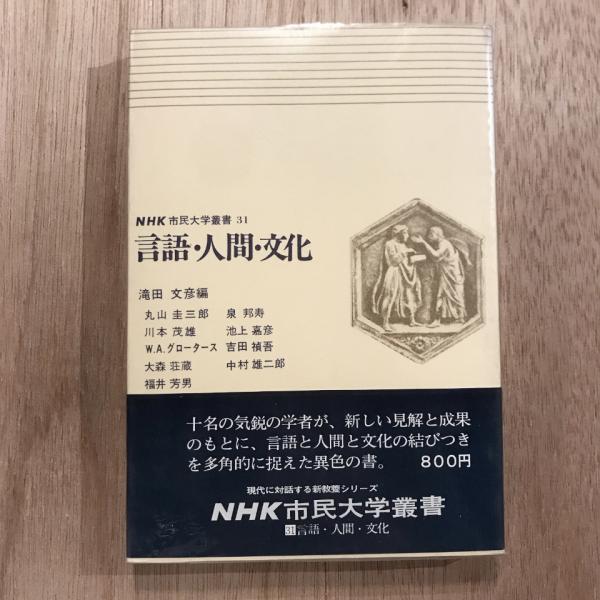 NHK 市民大学叢書 31
言語・人間・文化
滝田 文彦編
丸山 圭三郎 泉 邦寿
川本 茂雄 池上 嘉彦
W.A.グロータース 吉田 禎吾
大森 荘蔵 中村 雄二郎
福井 芳男
十名の気鋭の学者が、新しい見解と成果
のもとに、言語と人間と文化の結びつき
を多角的に捉えた異色の書。 800円
現代に対話する新教養シリーズ
NHK市民大学叢書
31言語・人間・文化